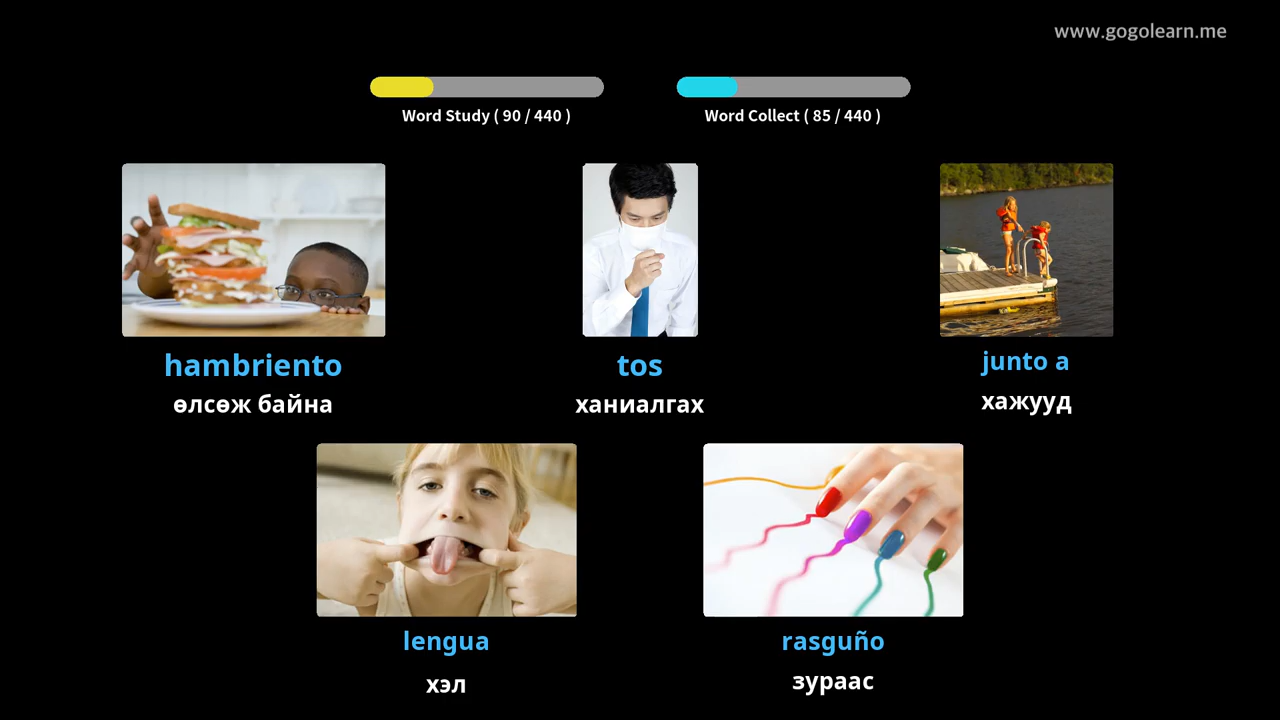 www.gogolearn.me
Word Study ( 90 / 440 )
Word Collect ( 85 / 440 )
hambriento
өлсөж байна
tos
ханиалгах
junto a
хажууд
lengua
хэл
rasguño
зураас